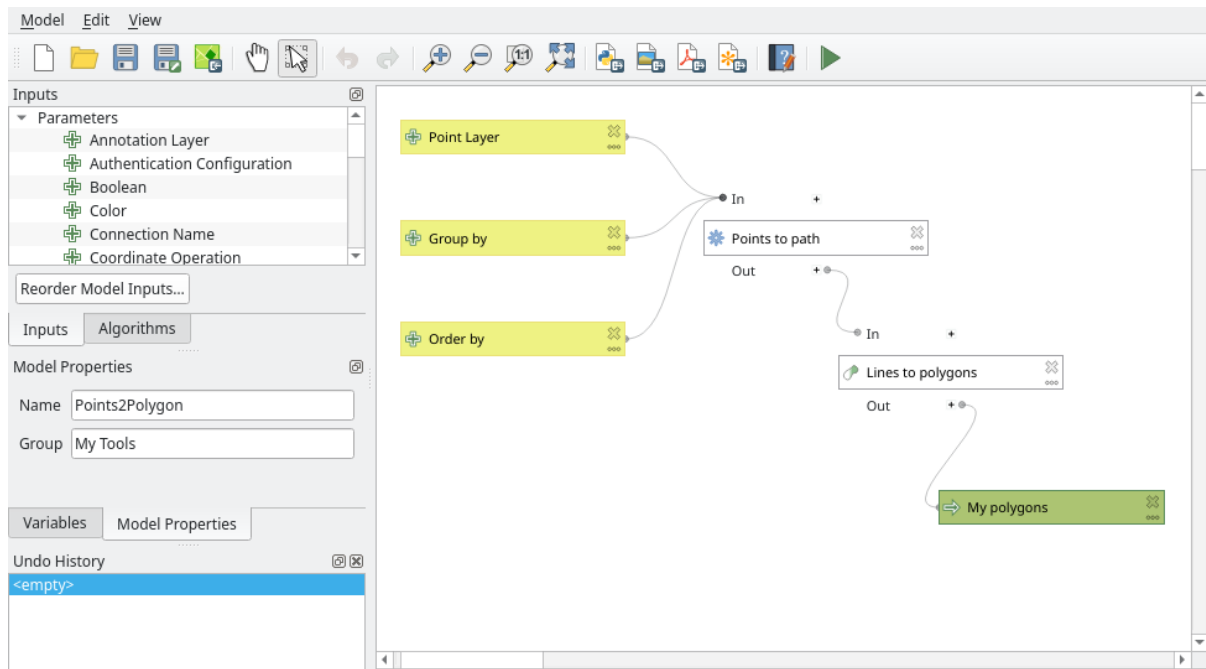 Model Edit View
1:1
Inputs
Parameters
Annotation Layer
Authentication Configuration
Boolean
Color
Connection Name
Coordinate Operation
Reorder Model Inputs...
Inputs Algorithms
Model Properties
Name Points2Polygon
Group My Tools
Variables Model Properties
Undo History
<empty>
Point Layer
Group by
Order by
In +
Points to path
Out +
In +
Lines to polygons
Out +
My polygons